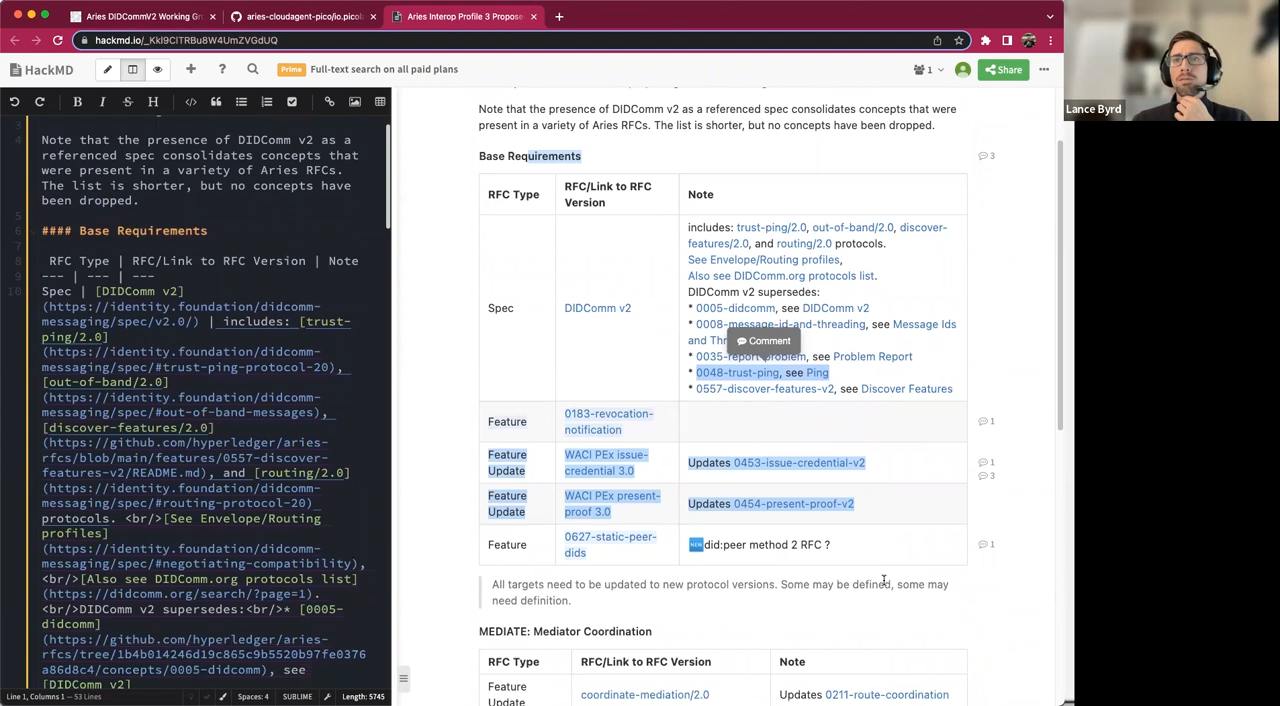 Aries DIDCommV2 Working Gr
aries-cloudagent-pico/io.picol
Aries Interop Profile 3 Propose
hackmd.io/_KkI9CITRBu8W4UmZVGdUQ
HackMD
Prime
Full-text search on all paid plans
1
Share
3
4
Note that the presence of DIDComm v2 as a
referenced spec consolidates concepts that
were present in a variety of Aries RFCs.
The list is shorter, but no concepts have
been dropped.
5
6
#### Base Requirements
7
8
RFC Type | RFC/Link to RFC Version | Note
9
--- | --- | ---
10
Spec | [DIDComm v2]
(https://identity.foundation/didcomm-
messaging/spec/v2.0/) | includes: [trust-
ping/2.0]
(https://identity.foundation/didcomm-
messaging/spec/#trust-ping-protocol-20),
[out-of-band/2.0]
(https://identity.foundation/didcomm-
messaging/spec/#out-of-band-messages),
[discover-features/2.0]
(https://github.com/hyperledger/aries-
rfcs/blob/main/features/0557-discover-
features-v2/README.md), and [routing/2.0]
(https://identity.foundation/didcomm-
messaging/spec/#routing-protocol-20)
protocols. <br/>[See Envelope/Routing
profiles]
(https://identity.foundation/didcomm-
messaging/spec/#negotiating-compatibility),
<br/>[Also see DIDComm.org protocols list]
(https://didcomm.org/search/?page=1).
<br/>DIDComm v2 supersedes:<br/>* [0005-
didcomm]
(https://github.com/hyperledger/aries-
rfcs/tree/1b4b014246d19c865c9b5520b97fe0376
a86d8c4/concepts/0005-didcomm), see
[DIDComm v2]
Line 1, Columns 1 — 53 Lines
Spaces: 4
SUBLIME
Length: 5745
Note that the presence of DIDComm v2 as a referenced spec consolidates concepts that were
present in a variety of Aries RFCs. The list is shorter, but no concepts have been dropped.
Base Requirements
3
RFC Type
RFC/Link to RFC
Version
Note
Spec
DIDComm v2
includes: trust-ping/2.0, out-of-band/2.0, discover-
features/2.0, and routing/2.0 protocols.
See Envelope/Routing profiles,
Also see DIDComm.org protocols list.
DIDComm v2 supersedes:
* 0005-didcomm, see DIDComm v2
* 0008-message-id-and-threading, see Message Ids
and Thr
Comment
* 0035-report-problem, see Problem Report
* 0048-trust-ping, see Ping
* 0557-discover-features-v2, see Discover Features
Feature
0183-revocation-
notification
1
Feature
Update
WACI PEx issue-
credential 3.0
Updates 0453-issue-credential-v2
1
3
Feature
Update
WACI PEx present-
proof 3.0
Updates 0454-present-proof-v2
Feature
0627-static-peer-
dids
NEW did:peer method 2 RFC ?
1
All targets need to be updated to new protocol versions. Some may be defined, some may
need definition.
MEDIATE: Mediator Coordination
RFC Type
RFC/Link to RFC Version
Note
Feature
Update
coordinate-mediation/2.0
Updates 0211-route-coordination
Lance Byrd